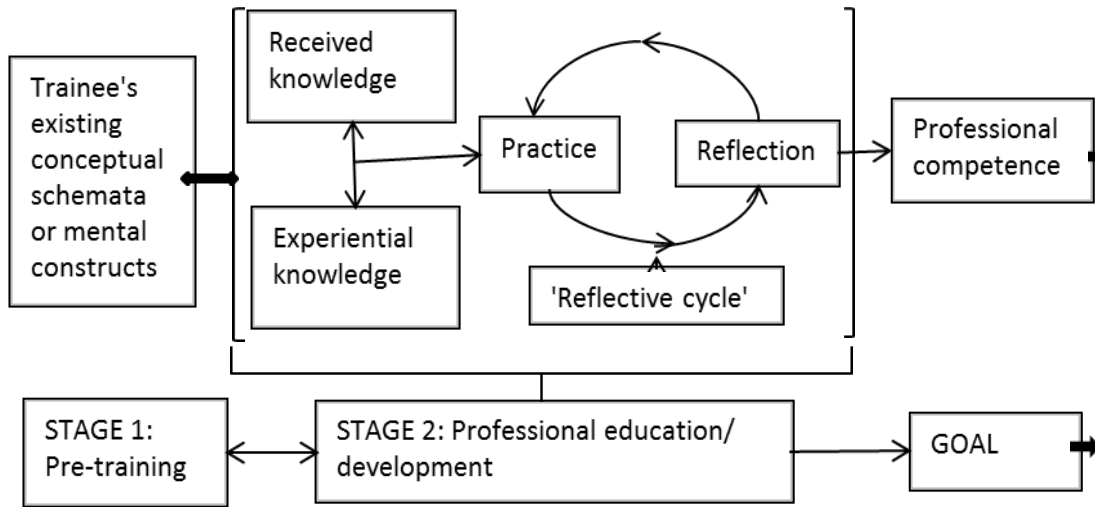 Trainee's
existing
conceptual
schemata
or mental
constructs
Received
knowledge
Experiential
knowledge
Practice
Reflection
'Reflective cycle'
Professional
competence
STAGE 1:
Pre-training
STAGE 2: Professional education/
development
GOAL